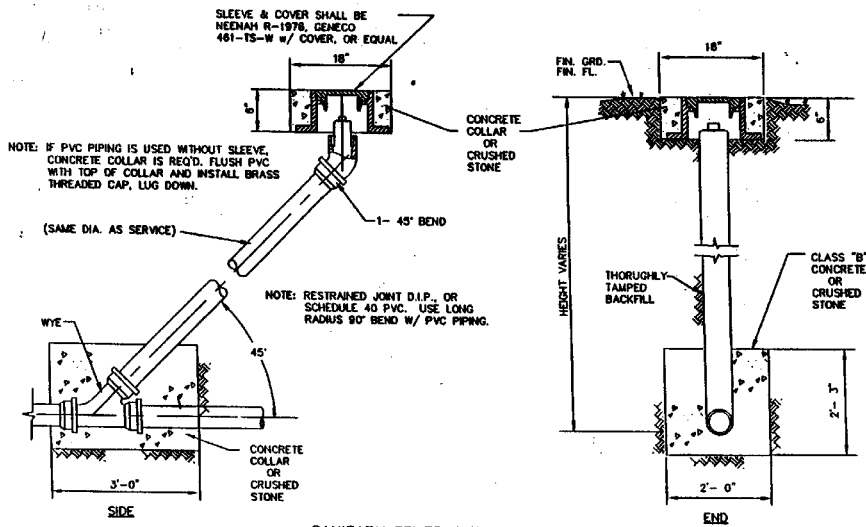 SLEEVE & COVER SHALL BE
NEENAH R-1976, GENECO
461-TS-W w/ COVER, OR EQUAL
18"
6"
CONCRETE
COLLAR
OR
CRUSHED
STONE
NOTE: IF PVC PIPING IS USED WITHOUT SLEEVE,
CONCRETE COLLAR IS REQ'D. FLUSH PVC
WITH TOP OF COLLAR AND INSTALL BRASS
THREADED CAP, LUG DOWN.
1- 45° BEND
(SAME DIA. AS SERVICE)
NOTE: RESTRAINED JOINT D.I.P., OR
SCHEDULE 40 PVC. USE LONG
RADIUS 90° BEND W/ PVC PIPING.
WYE
45°
CONCRETE
COLLAR
OR
CRUSHED
STONE
3'-0"
SIDE
18"
FIN. GRD.
FIN. FL.
6"
HEIGHT VARIES
THOROUGHLY
TAMPED
BACKFILL
CLASS "B"
CONCRETE
OR
CRUSHED
STONE
2'- 3"
2'- 0"
END